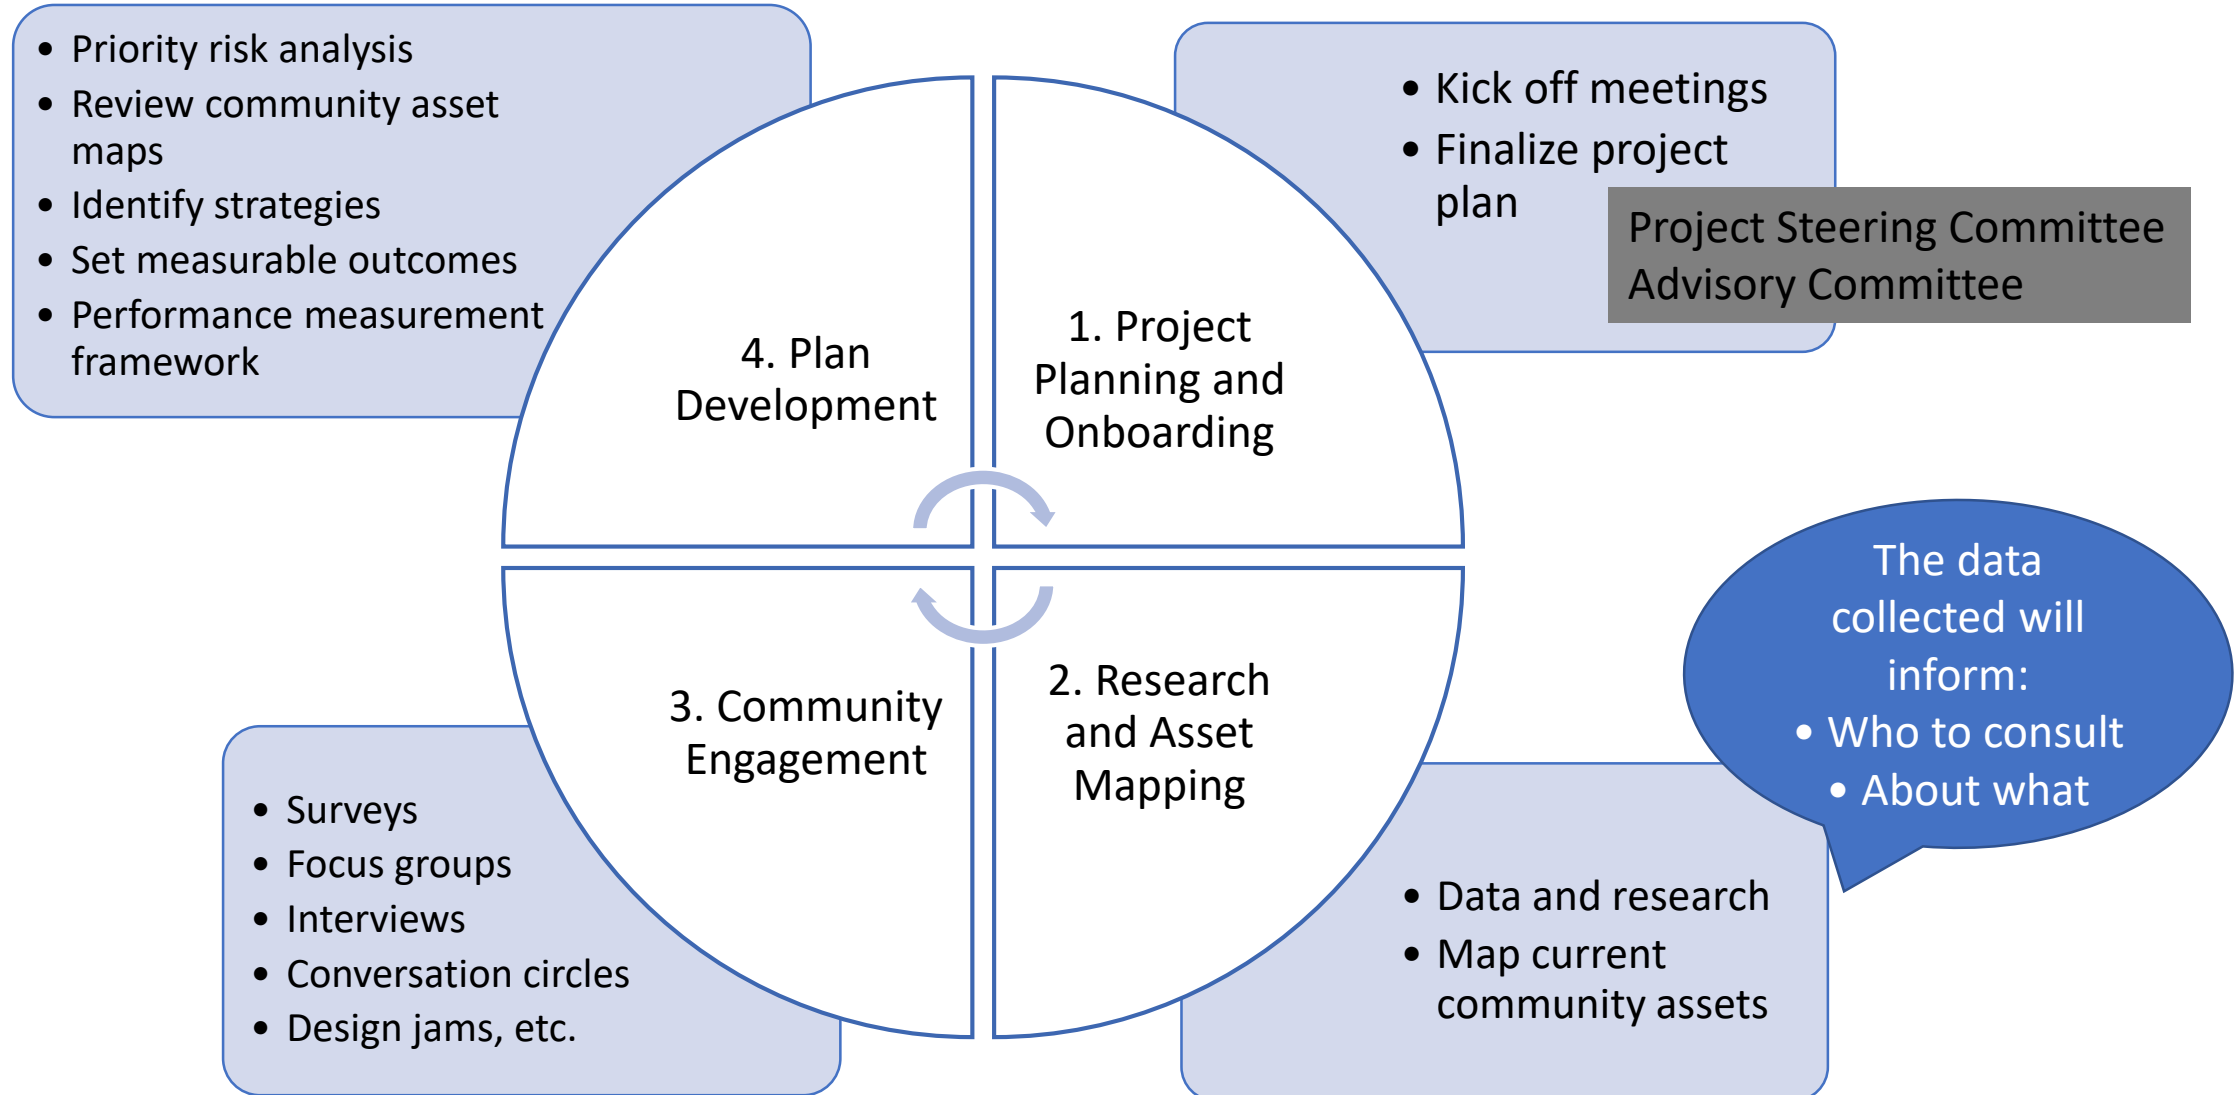 • Priority risk analysis
• Review community asset
maps
• Identify strategies
• Set measurable outcomes
• Performance measurement
framework
• Kick off meetings
• Finalize project
plan
Project Steering Committee
Advisory Committee
4. Plan
Development
1. Project
Planning and
Onboarding
3. Community
Engagement
2. Research
and Asset
Mapping
The data
collected will
inform:
• Who to consult
• About what
• Surveys
• Focus groups
• Interviews
• Conversation circles
• Design jams, etc.
• Data and research
• Map current
community assets